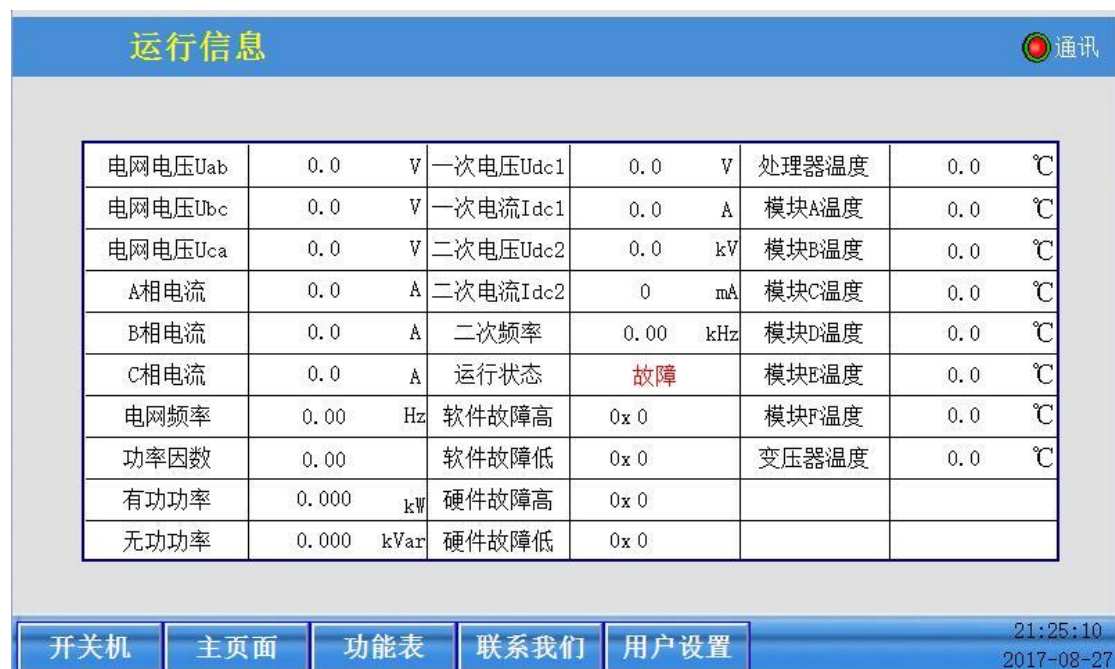 运行信息
通讯
电网电压Uab 0.0 V 一次电压Udc1 0.0 V 处理器温度 0.0 ℃
电网电压Ubc 0.0 V 一次电流Idc1 0.0 A 模块A温度 0.0 ℃
电网电压Uca 0.0 V 二次电压Udc2 0.0 kV 模块B温度 0.0 ℃
A相电流 0.0 A 二次电流Idc2 0 mA 模块C温度 0.0 ℃
B相电流 0.0 A 二次频率 0.00 kHz 模块D温度 0.0 ℃
C相电流 0.0 A 运行状态 故障 模块E温度 0.0 ℃
电网频率 0.00 Hz 软件故障高 0x 0 模块F温度 0.0 ℃
功率因数 0.00 软件故障低 0x 0 变压器温度 0.0 ℃
有功功率 0.000 kW 硬件故障高 0x 0
无功功率 0.000 kVar 硬件故障低 0x 0
开关机 主页面 功能表 联系我们 用户设置 21:25:10
2017-08-27